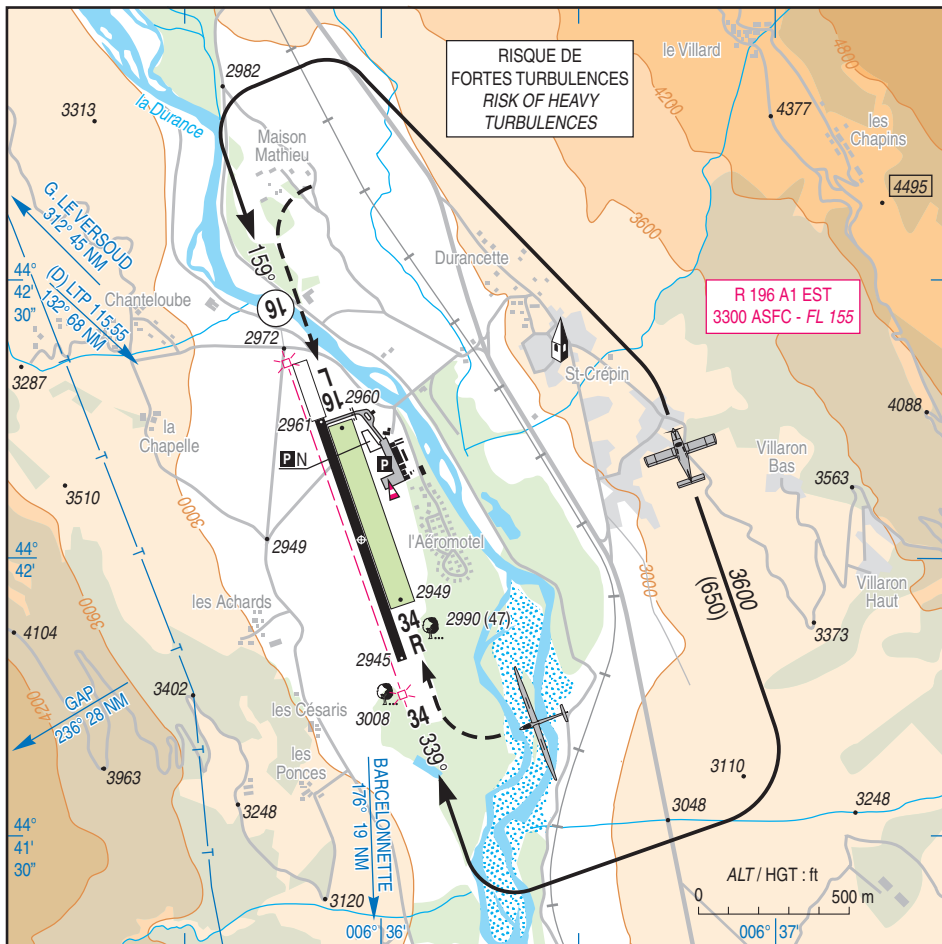 RISQUE DE
FORTES TURBULENCES
RISK OF HEAVY
TURBULENCES
le Villard
4800
4200
2982
3313
la Durance
Maison
Mathieu
4377
les
Chapins
4495
3600
G. LE VERSOUD
312° 45 NM
(D) LTP 115.55
132° 68 NM
44°
42'
30"
Chanteloube
159°
16
Durancette
R 196 A1 EST
3300 ASFC - FL 155
2972
3287
St-Crépin
16 L
2960
2961
4088
la
Chapelle
P N
P
Villaron
Bas
3563
3510
3000
2949
l'Aéromotel
44°
42'
3600
(650)
3000
Villaron
Haut
les Achards
2949
34 R
2990 (47)
3373
4104
3600
2945
3402
4200
GAP
236° 28 NM
les Césaris
3008
34
339°
3963
les
Ponces
BARCELONNETTE
176° 19 NM
3110
3248
3048
3248
44°
41'
30"
3120
ALT / HGT : ft
0 500 m
006° 36'
006° 37'
T
T
T
T